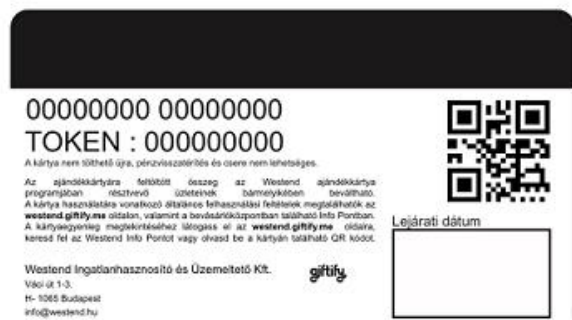 00000000 00000000
TOKEN : 000000000
A kártya nem tölthető újra, pénzvisszatérítés és csere nem lehetséges.
Az ajándékkártyára feltöltött összeg az Westend ajándékkártya
programjában résztvevő üzleteinek bármelyikében beváltható.
A kártya használatára vonatkozó általános felhasználási feltételek megtalálhatók az
westend.giftify.me oldalon, valamint a bevásárlóközpontban található Info Pontban.
A kártyaegyenleg megtekintéséhez látogass el az westend.giftify.me oldalra,
keresd fel az Westend Info Pontot vagy olvasd be a kártyán található QR kódot.
Lejárati dátum
Westend Ingatlanhasznosító és Üzemeltető Kft.
giftify
Váci út 1-3.
H- 1065 Budapest
info@westend.hu